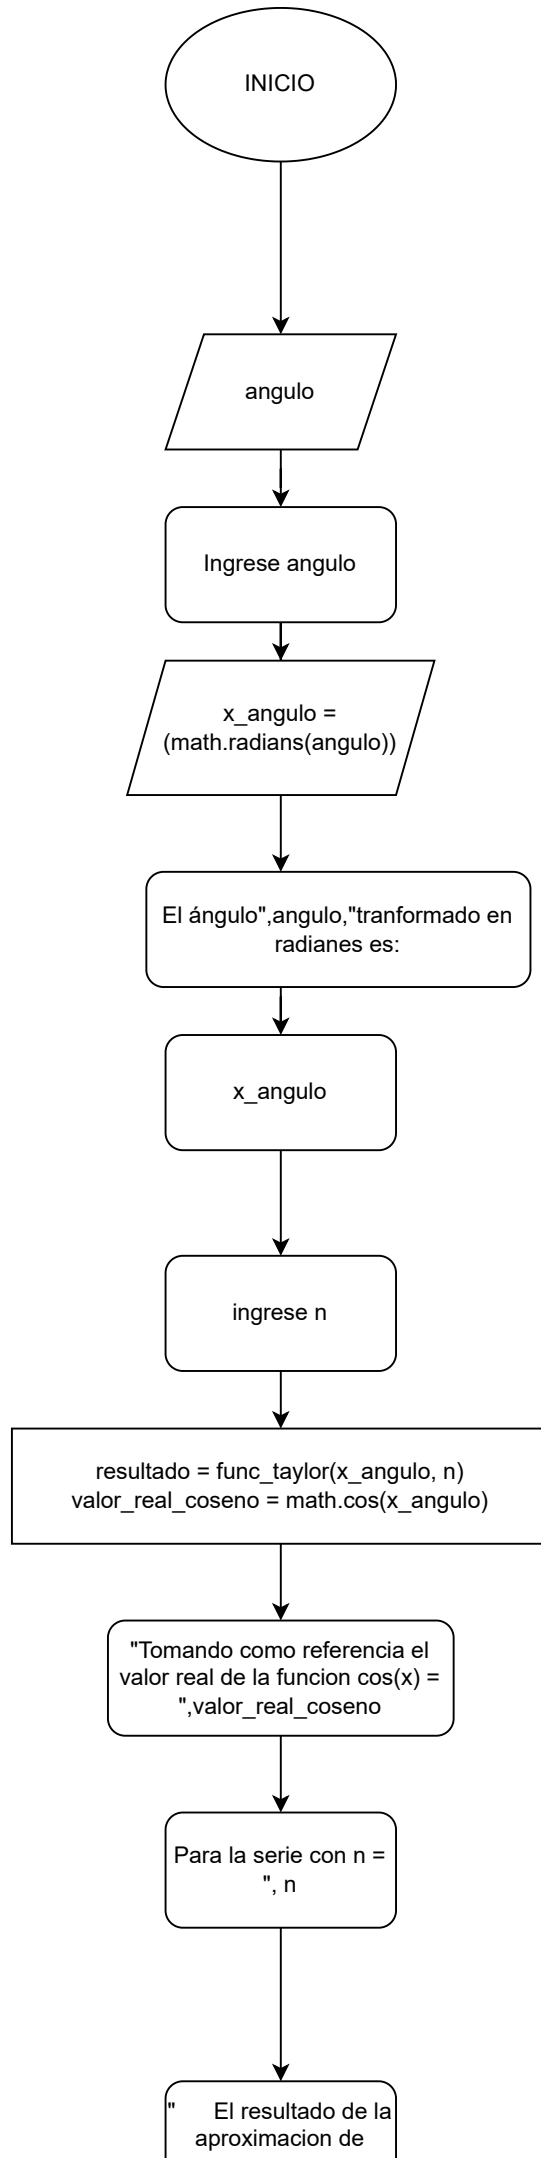 INICIO
angulo
Ingrese angulo
x_angulo =
(math.radians(angulo))
El ángulo",angulo,"tranformado en
radianes es:
x_angulo
ingrese n
resultado = func_taylor(x_angulo, n)
valor_real_coseno = math.cos(x_angulo)
"Tomando como referencia el
valor real de la funcion cos(x) =
",valor_real_coseno
Para la serie con n =
", n
"      El resultado de la
aproximacion de